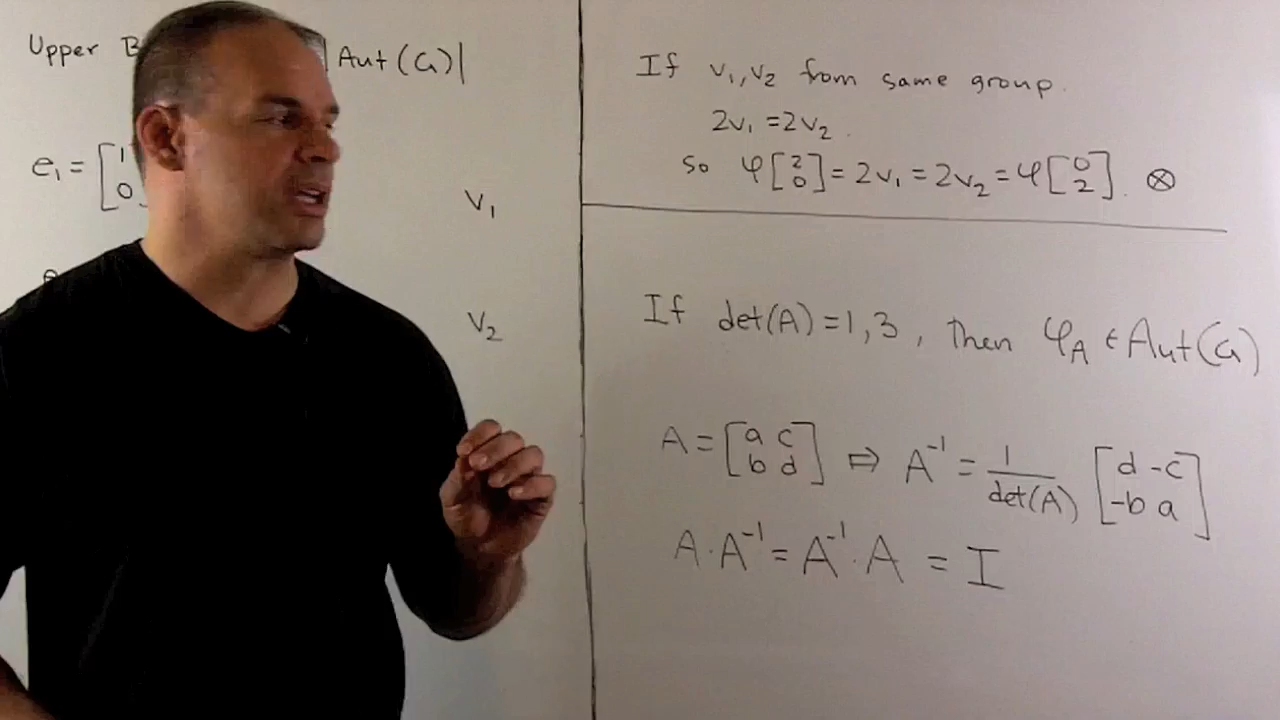 Upper B |Aut(G)|
e₁ = [1 0]
v₁
v₂
If v₁,v₂ from same group.
2v₁ = 2v₂.
so φ[2 0] = 2v₁ = 2v₂ = φ[0 2]. ⊗
If det(A) = 1,3, then φ_A ∈ Aut(G)
A = [a c; b d] ⇒ A⁻¹ = 1/det(A) [d -c; -b a]
A·A⁻¹ = A⁻¹·A = I